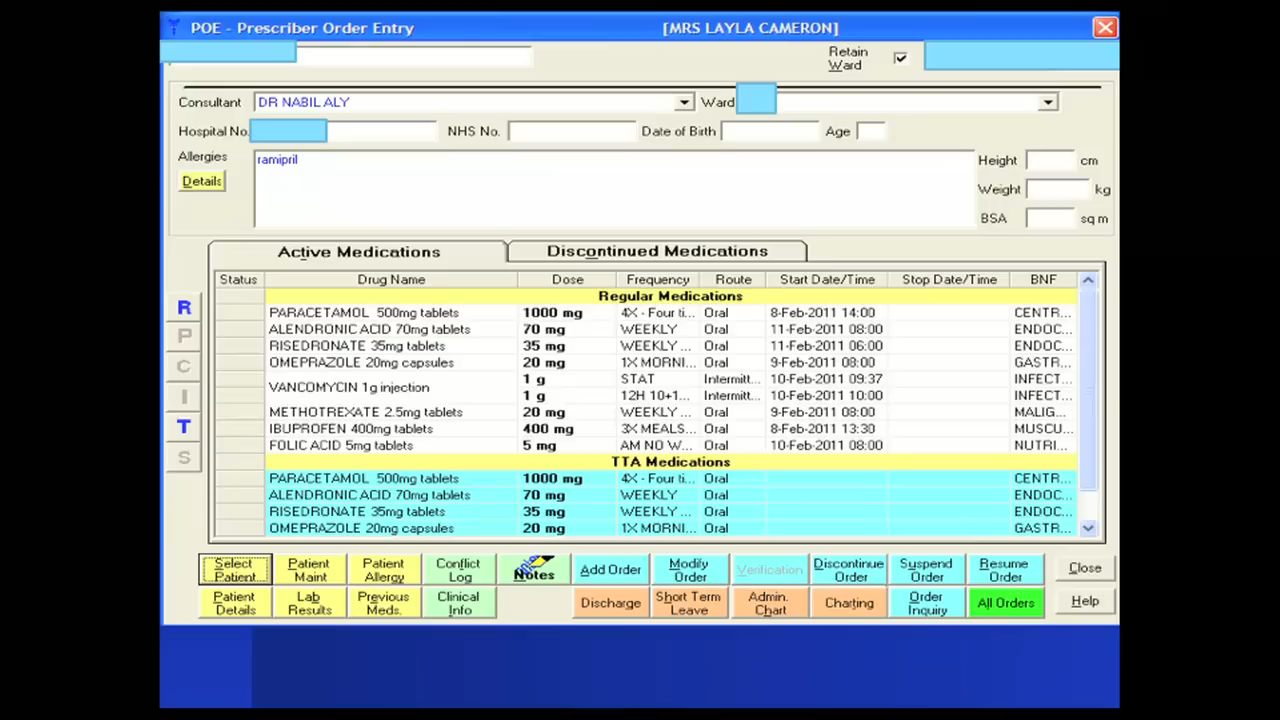 POE - Prescriber Order Entry [MRS LAYLA CAMERON]
Retain Ward
Consultant DR NABIL ALY Ward
Hospital No. NHS No. Date of Birth Age
Allergies ramipril Height cm
Details Weight kg
BSA sq m
Active Medications Discontinued Medications
Status Drug Name Dose Frequency Route Start Date/Time Stop Date/Time BNF
Regular Medications
PARACETAMOL 500mg tablets 1000 mg 4X - Four ti... Oral 8-Feb-2011 14:00 CENTR...
ALENDRONIC ACID 70mg tablets 70 mg WEEKLY Oral 11-Feb-2011 08:00 ENDOC...
RISEDRONATE 35mg tablets 35 mg WEEKLY ... Oral 11-Feb-2011 06:00 ENDOC...
OMEPRAZOLE 20mg capsules 20 mg 1X MORNI... Oral 9-Feb-2011 08:00 GASTR...
VANCOMYCIN 1g injection 1 g STAT Intermitt... 10-Feb-2011 09:37 INFECT...
1 g 12H 10+1... Intermitt... 10-Feb-2011 10:00 INFECT...
METHOTREXATE 2.5mg tablets 20 mg WEEKLY ... Oral 9-Feb-2011 08:00 MALIG...
IBUPROFEN 400mg tablets 400 mg 3X MEALS... Oral 8-Feb-2011 13:30 MUSCU...
FOLIC ACID 5mg tablets 5 mg AM NO W... Oral 10-Feb-2011 08:00 NUTRI...
TTA Medications
PARACETAMOL 500mg tablets 1000 mg 4X - Four ti... Oral CENTR...
ALENDRONIC ACID 70mg tablets 70 mg WEEKLY Oral ENDOC...
RISEDRONATE 35mg tablets 35 mg WEEKLY ... Oral ENDOC...
OMEPRAZOLE 20mg capsules 20 mg 1X MORNI... Oral GASTR...
R
P
C
I
T
S
Select Patient Patient Maint Patient Allergy Conflict Log Notes Add Order Modify Order Verification Discontinue Order Suspend Order Resume Order Close
Patient Details Lab Results Previous Meds. Clinical Info Discharge Short Term Leave Admin. Chart Charting Order Inquiry All Orders Help